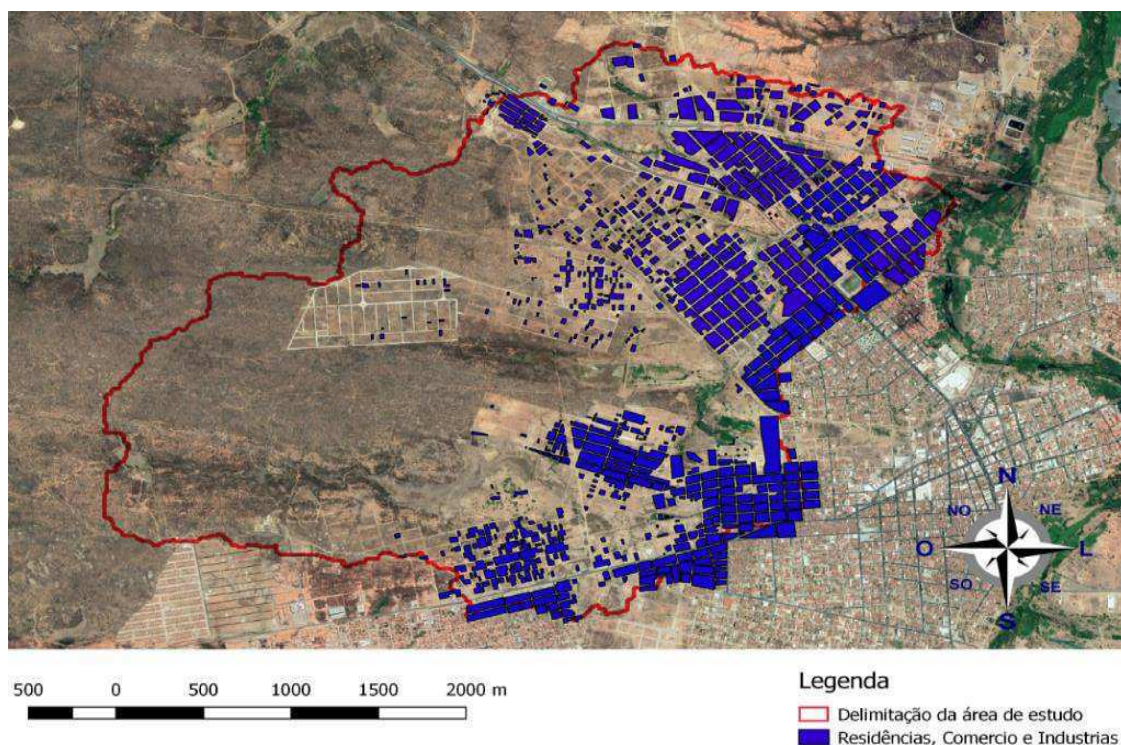 N
NO NE
O L
SO SE
S
500 0 500 1000 1500 2000 m
Legenda
Delimitação da área de estudo
Residências, Comercio e Industrias